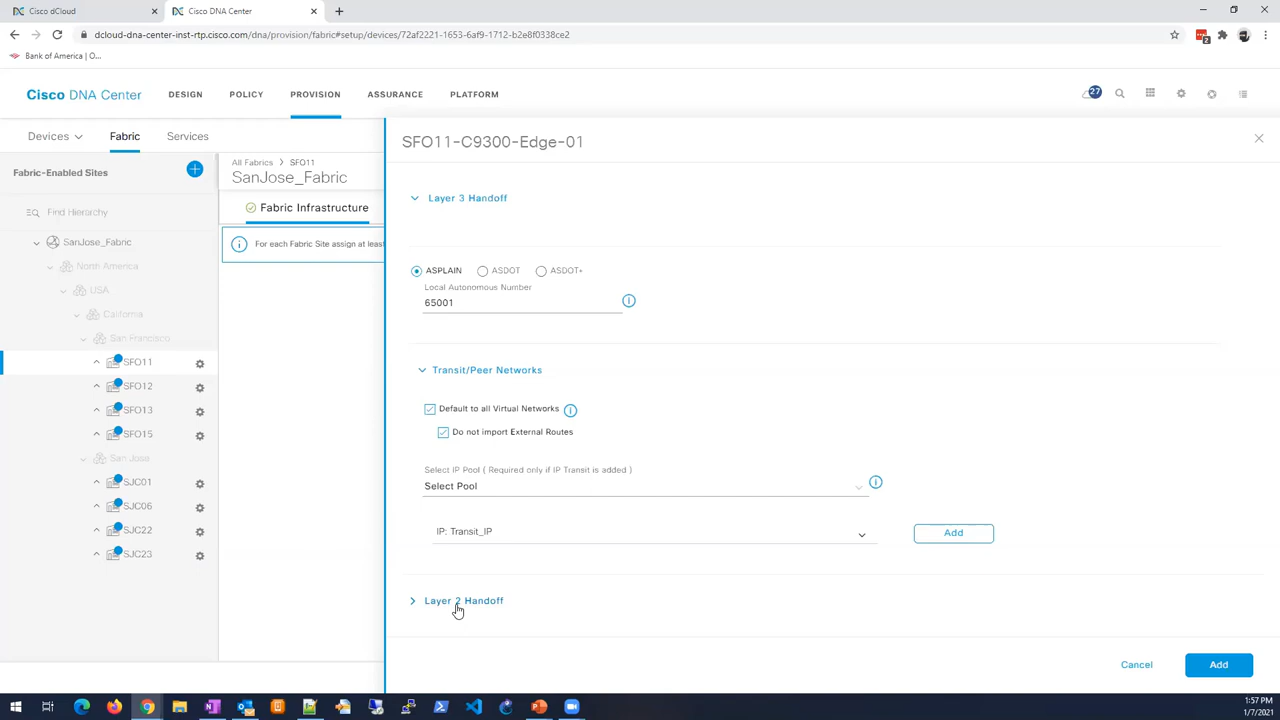 Cisco dCloud
Cisco DNA Center
dcloud-dna-center-inst-rtp.cisco.com/dna/provision/fabric#setup/devices/72af2221-1653-6af9-1712-b2e8f0338ce2
Bank of America | O...
Cisco DNA Center
DESIGN
POLICY
PROVISION
ASSURANCE
PLATFORM
27
Devices
Fabric
Services
Fabric-Enabled Sites
Find Hierarchy
SanJose_Fabric
North America
USA
California
San Francisco
SFO11
SFO12
SFO13
SFO15
San Jose
SJC01
SJC06
SJC22
SJC23
All Fabrics > SFO11
SanJose_Fabric
Fabric Infrastructure
For each Fabric Site assign at least
SFO11-C9300-Edge-01
Layer 3 Handoff
ASPLAIN
ASDOT
ASDOT+
Local Autonomous Number
65001
Transit/Peer Networks
Default to all Virtual Networks
Do not import External Routes
Select IP Pool ( Required only if IP Transit is added )
Select Pool
IP: Transit_IP
Add
Layer 2 Handoff
Cancel
Add
1:57 PM
1/7/2021